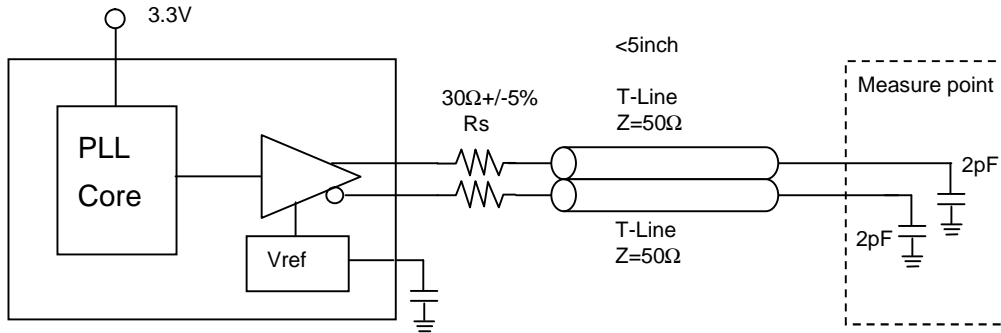 3.3V
<5inch
Measure point
30Ω+/-5%
Rs
T-Line
Z=50Ω
PLL
Core
2pF
2pF
T-Line
Z=50Ω
Vref